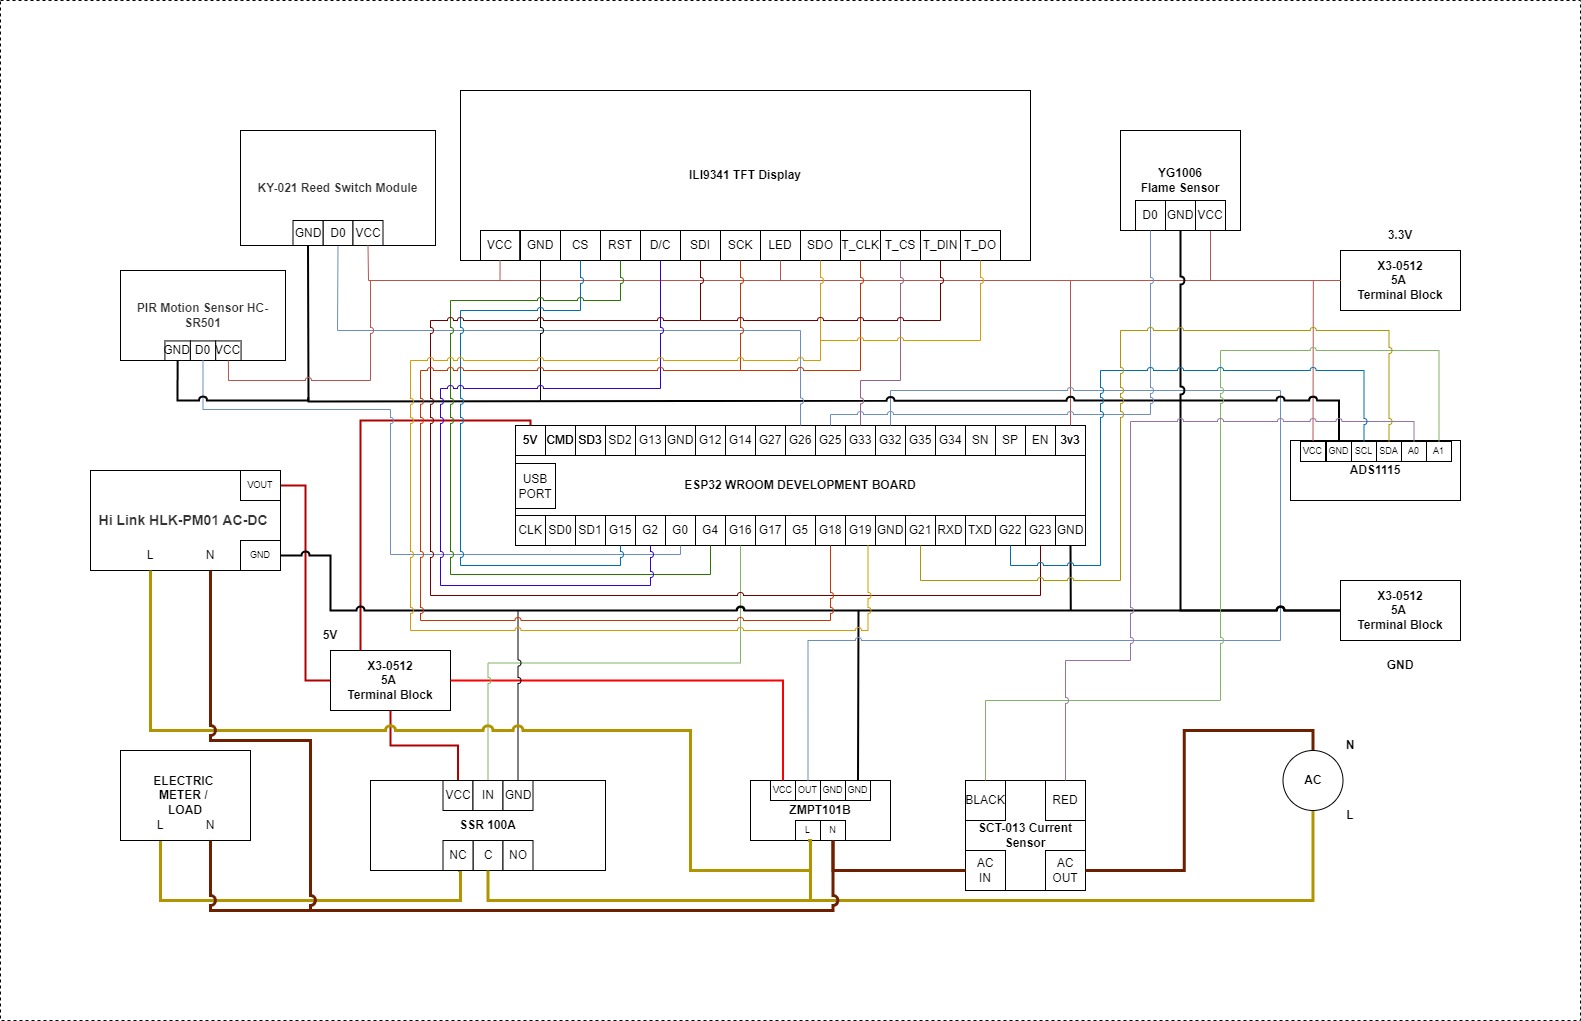 ILI9341 TFT Display
VCC GND CS RST D/C SDI SCK LED SDO T_CLK T_CS T_DIN T_DO
KY-021 Reed Switch Module
GND D0 VCC
YG1006
Flame Sensor
D0 GND VCC
3.3V
X3-0512
5A
Terminal Block
PIR Motion Sensor HC-
SR501
GND D0 VCC
5V CMD SD3 SD2 G13 GND G12 G14 G27 G26 G25 G33 G32 G35 G34 SN SP EN 3v3
USB
PORT
ESP32 WROOM DEVELOPMENT BOARD
CLK SD0 SD1 G15 G2 G0 G4 G16 G17 G5 G18 G19 GND G21 RXD TXD G22 G23 GND
VCC GND SCL SDA A0 A1
ADS1115
VOUT
Hi Link HLK-PM01 AC-DC
L N GND
X3-0512
5A
Terminal Block
GND
5V
X3-0512
5A
Terminal Block
ELECTRIC
METER /
LOAD
L N
VCC IN GND
SSR 100A
NC C NO
VCC OUT GND GND
ZMPT101B
L N
BLACK RED
SCT-013 Current
Sensor
AC
IN
AC
OUT
N
AC
L